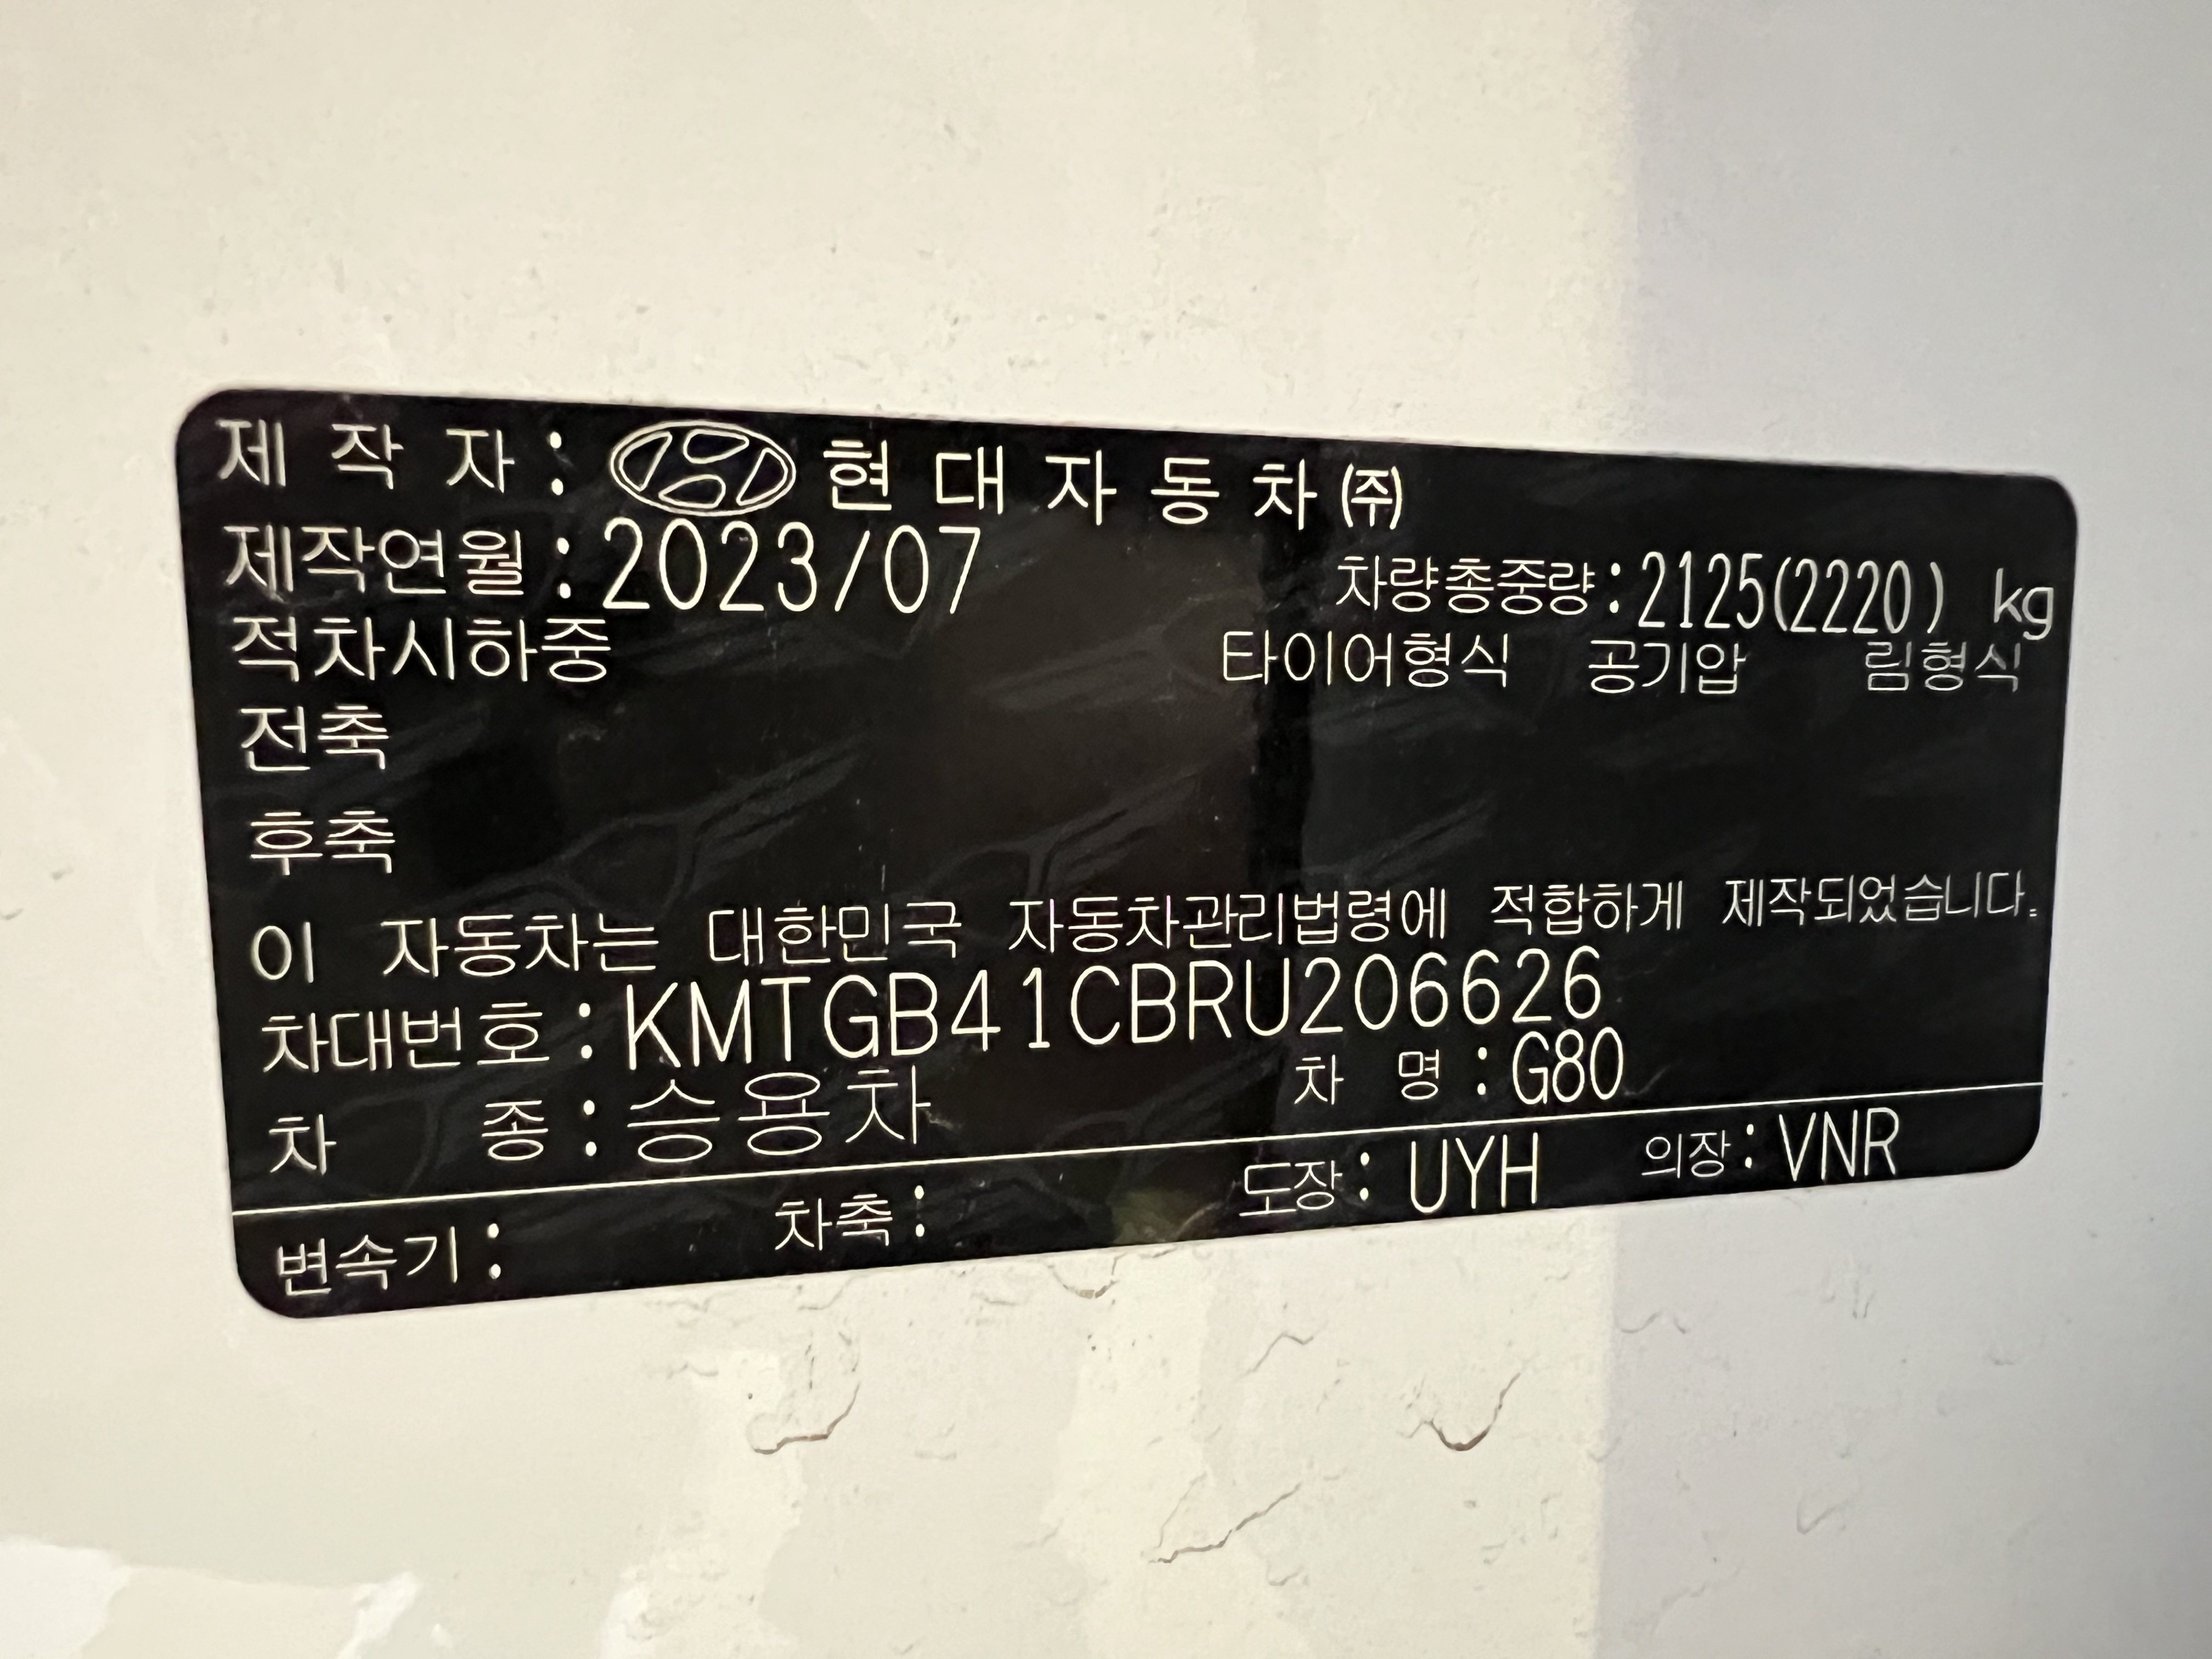 제 작 자 : 현 대 자 동 차 ㈜
제작연월 : 2023/07
차량총중량 : 2125(2220) kg
적차시하중 타이어형식 공기압 림형식
전축
후축
이 자동차는 대한민국 자동차관리법령에 적합하게 제작되었습니다.
차대번호 : KMTGB41CBRU206626
차 종 : 승용차 차 명 : G80
변속기 : 차축 : 도장 : UYH 의장 : VNR